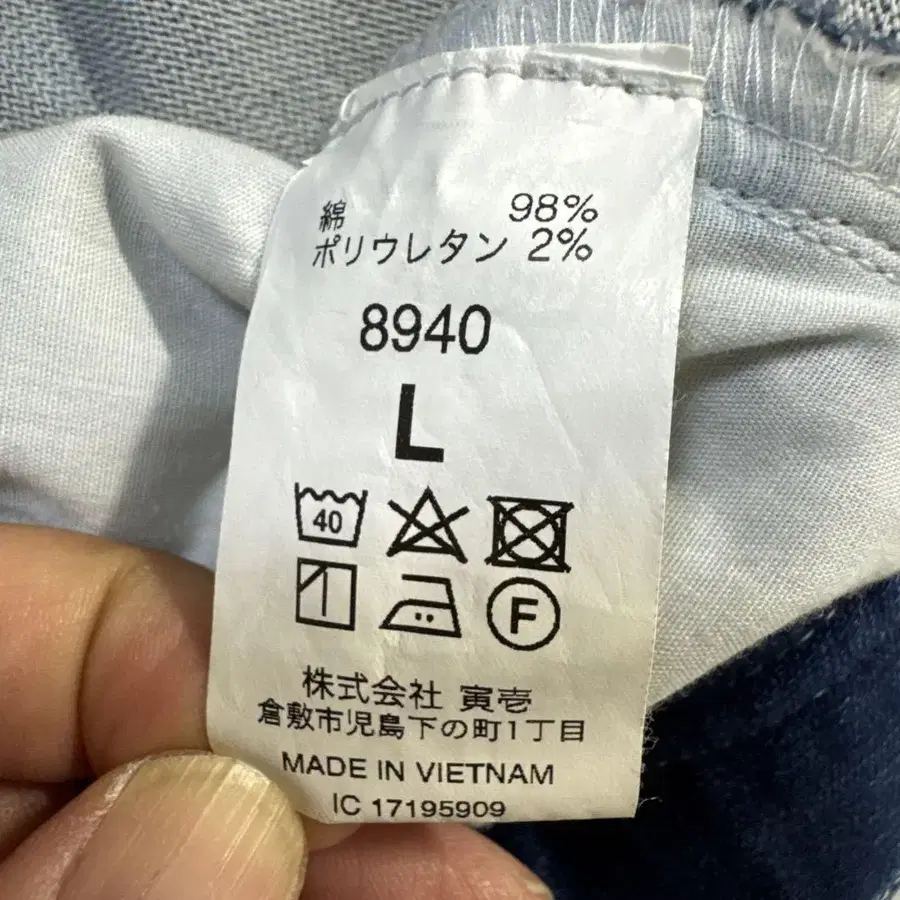 綿 98%
ポリウレタン 2%
8940
L
40
F
株式会社 寅壱
倉敷市児島下の町1丁目
MADE IN VIETNAM
IC 17195909